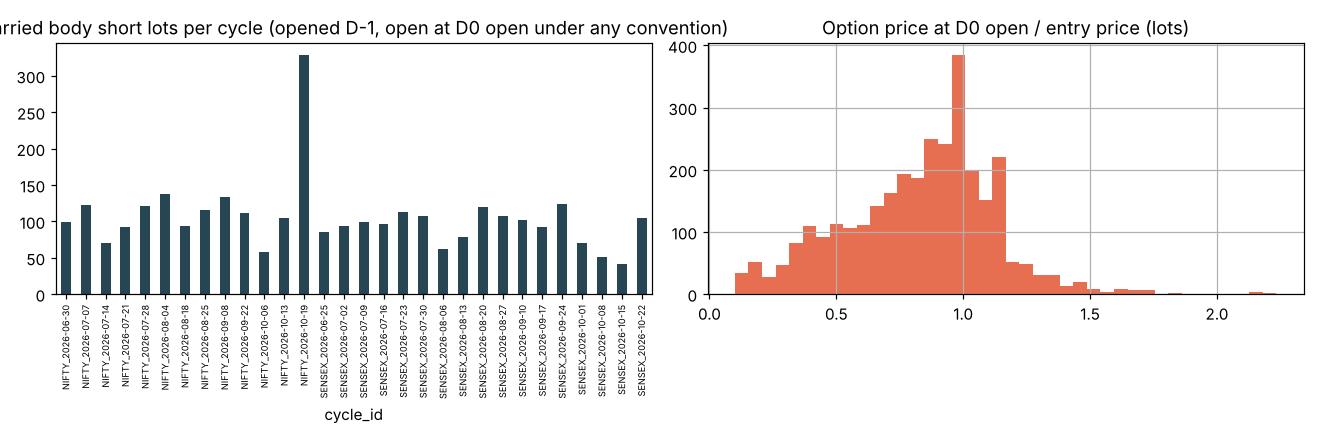 rried body short lots per cycle (opened D-1, open at D0 open under any convention)
300
250
200
150
100
50
0
NIFTY_2026-06-30
NIFTY_2026-07-07
NIFTY_2026-07-14
NIFTY_2026-07-21
NIFTY_2026-07-28
NIFTY_2026-08-04
NIFTY_2026-08-18
NIFTY_2026-08-25
NIFTY_2026-09-08
NIFTY_2026-09-22
NIFTY_2026-10-06
NIFTY_2026-10-13
NIFTY_2026-10-19
SENSEX_2026-06-25
SENSEX_2026-07-02
SENSEX_2026-07-09
SENSEX_2026-07-16
SENSEX_2026-07-23
SENSEX_2026-07-30
SENSEX_2026-08-06
SENSEX_2026-08-13
SENSEX_2026-08-20
SENSEX_2026-08-27
SENSEX_2026-09-10
SENSEX_2026-09-17
SENSEX_2026-09-24
SENSEX_2026-10-01
SENSEX_2026-10-08
SENSEX_2026-10-15
SENSEX_2026-10-22
cycle_id
Option price at D0 open / entry price (lots)
400
300
200
100
0
0.0 0.5 1.0 1.5 2.0